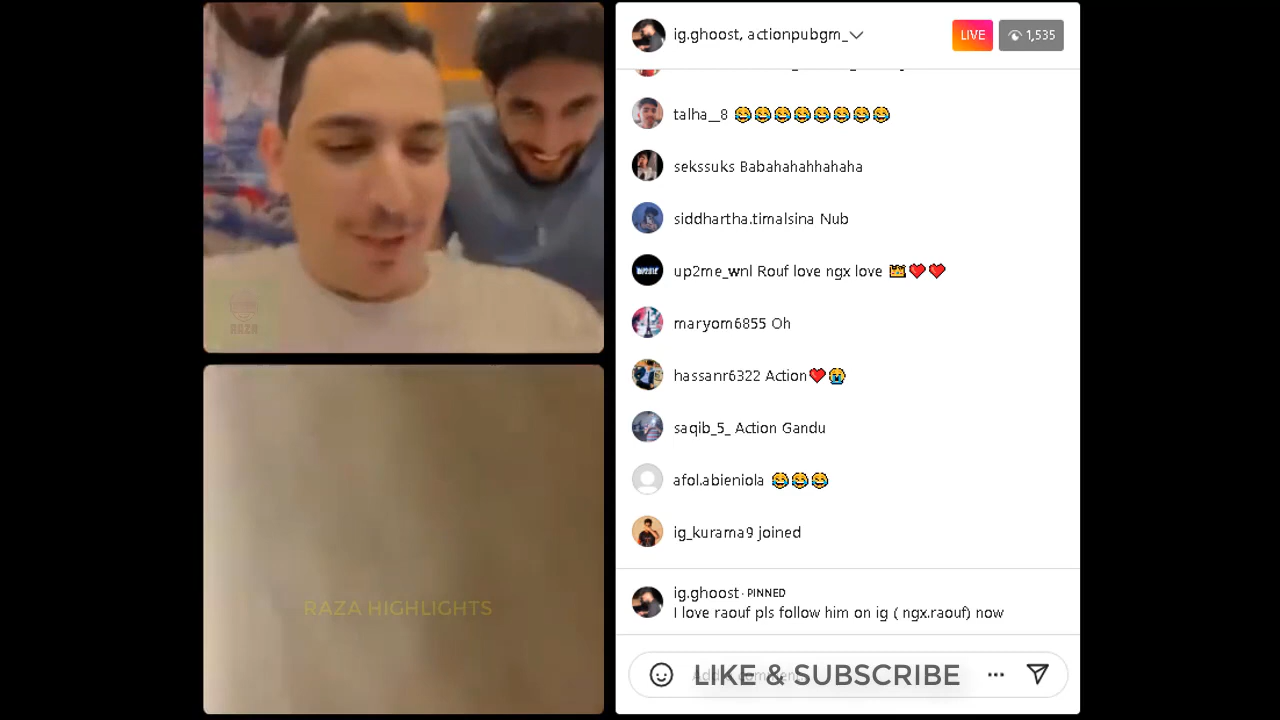 ig.ghoost, actionpubgm_
LIVE
1,535
talha__8 😂😂😂😂😂😂😂😂
sekssuks Babahahahhahaha
siddhartha.timalsina Nub
up2me_wnl Rouf love ngx love 👑❤️❤️
maryom6855 Oh
hassanr6322 Action❤️😭
saqib_5_ Action Gandu
afol.abieniola 😂😂😂
ig_kurama9 joined
ig.ghoost · PINNED
I love raouf pls follow him on ig ( ngx.raouf) now
LIKE & SUBSCRIBE
RAZA
RAZA HIGHLIGHTS